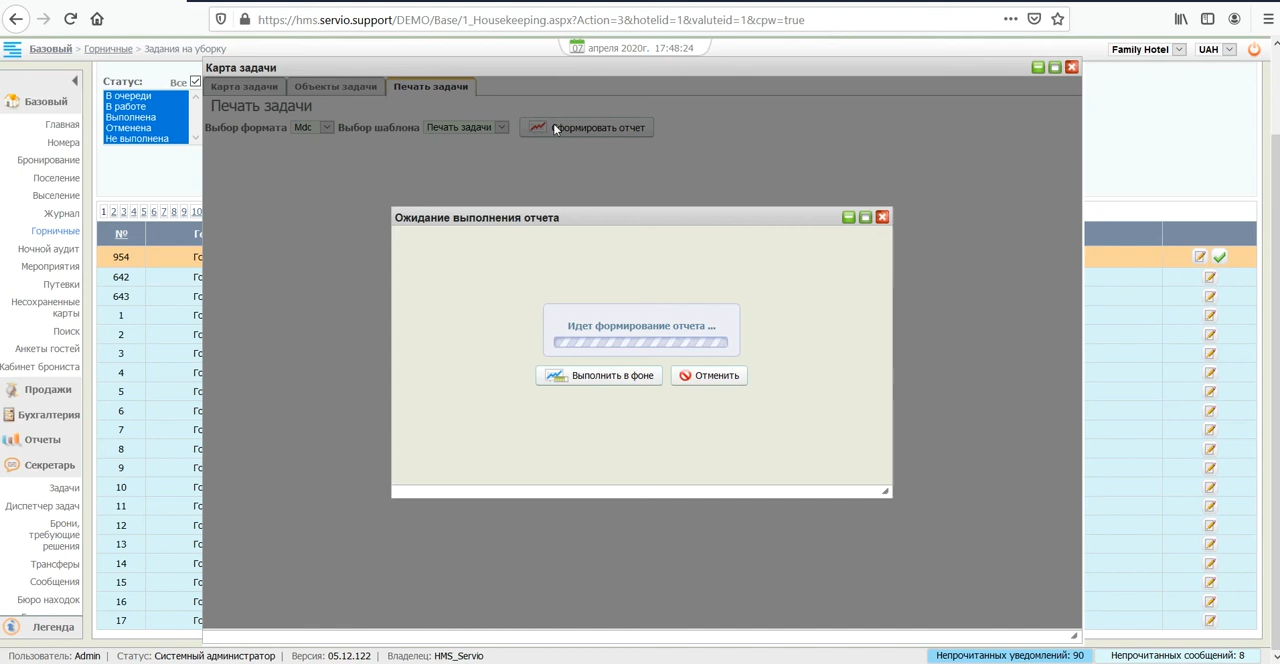 https://hms.servio.support/DEMO/Base/1_Housekeeping.aspx?Action=3&hotelid=1&valuteid=1&cpw=true
Базовый > Горничные > Задания на уборку
07 апреля 2020г. 17:48:24
Family Hotel
UAH
Базовый
Главная
Номера
Бронирование
Поселение
Выселение
Журнал
Горничные
Ночной аудит
Мероприятия
Путевки
Несохраненные
карты
Поиск
Анкеты гостей
Кабинет брониста
Продажи
Бухгалтерия
Отчеты
Секретарь
Задачи
Диспетчер задач
Брони,
требующие
решения
Трансферы
Сообщения
Бюро находок
Легенда
Статус:
Все
В очереди
В работе
Выполнена
Отменена
Не выполнена
1 2 3 4 5 6 7 8 9 10
№
954
642
643
1
2
3
4
5
6
7
8
9
10
11
12
13
14
15
16
17
Карта задачи
Карта задачи
Объекты задачи
Печать задачи
Печать задачи
Выбор формата
Mdc
Выбор шаблона
Печать задачи
Сформировать отчет
Ожидание выполнения отчета
Идет формирование отчета ...
Выполнить в фоне
Отменить
Пользователь: Admin | Статус: Системный администратор | Версия: 05.12.122 | Владелец: HMS_Servio
Непрочитанных уведомлений: 90
Непрочитанных сообщений: 8